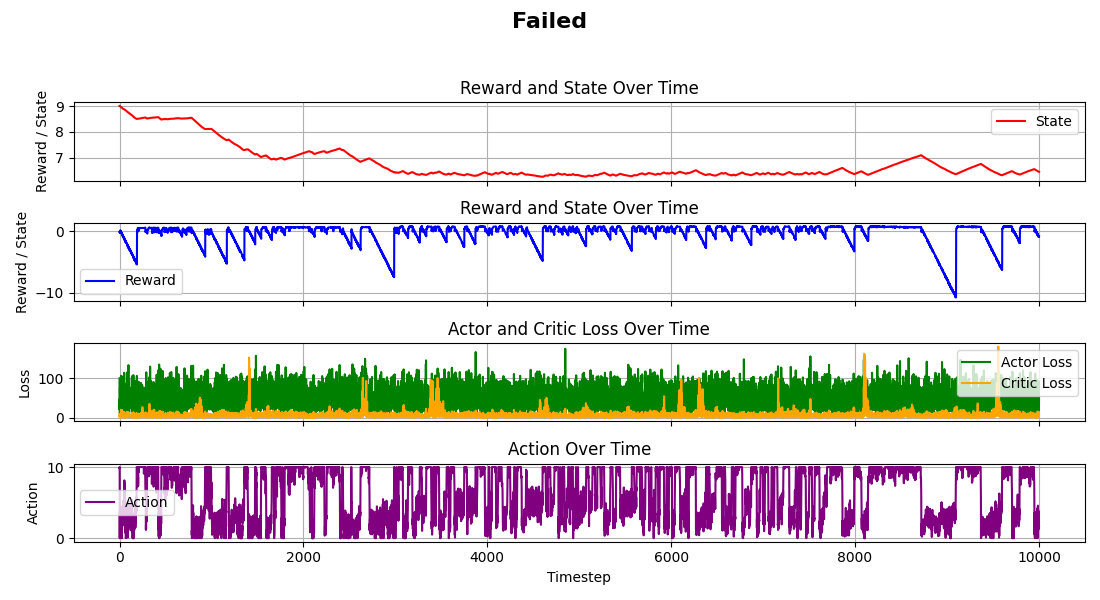 Failed
Reward and State Over Time
Reward / State
9
8
7
State
Reward and State Over Time
Reward / State
0
−10
Reward
Actor and Critic Loss Over Time
Loss
100
0
Actor Loss
Critic Loss
Action Over Time
Action
10
0
Action
0 2000 4000 6000 8000 10000
Timestep